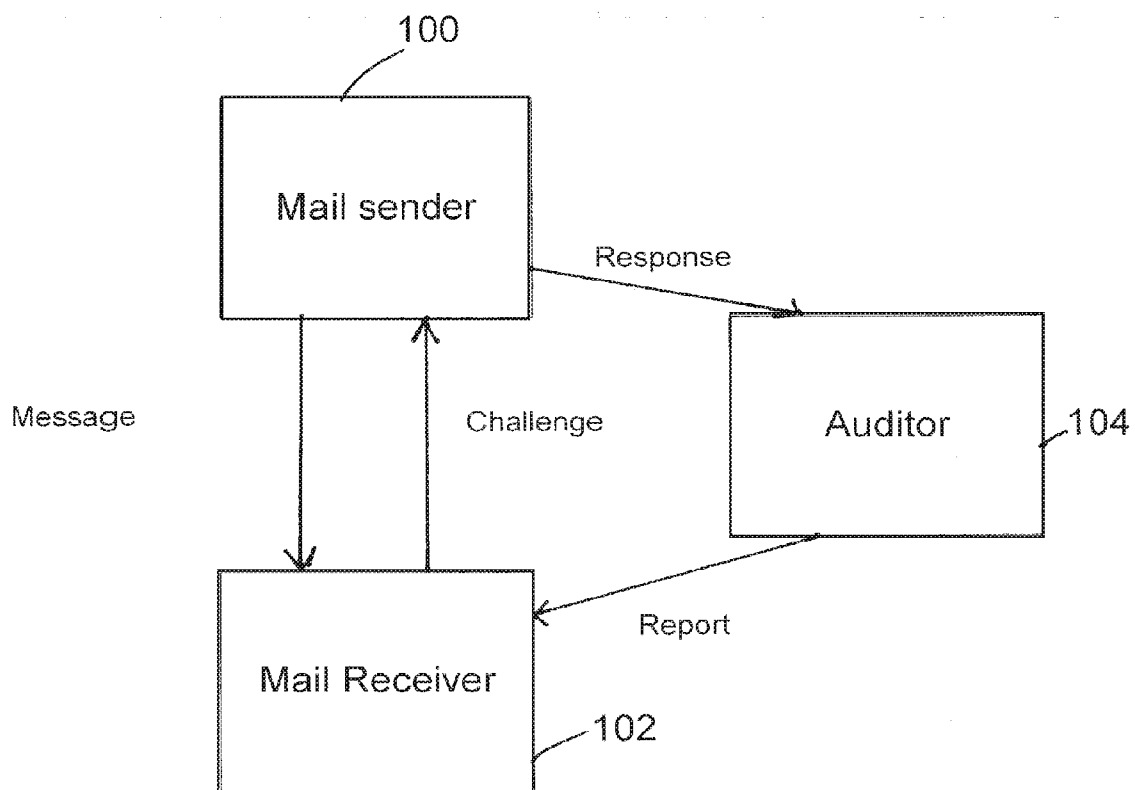 100
Mail sender
Response
Message
Challenge
Auditor
104
Report
Mail Receiver
102